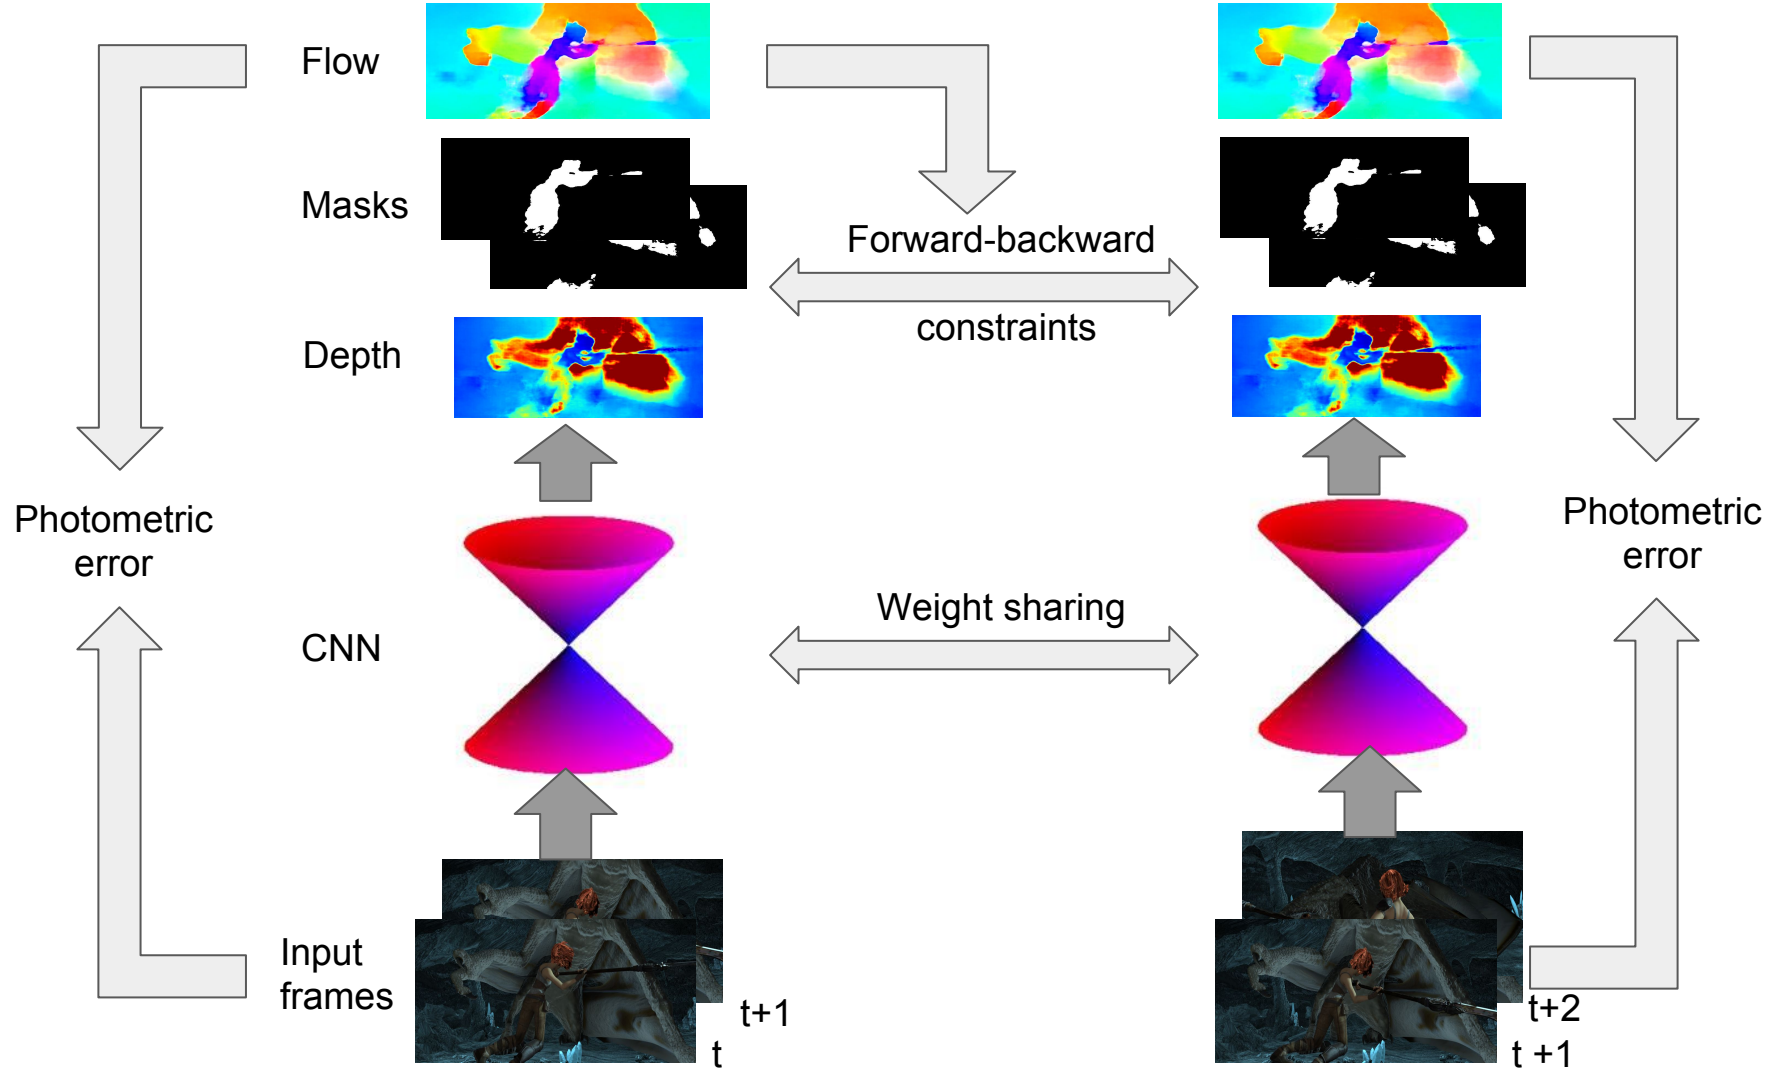 Flow
Masks
Forward-backward
constraints
Depth
Photometric
error
Photometric
error
Weight sharing
CNN
Input
frames
t+1
t
t+2
t +1